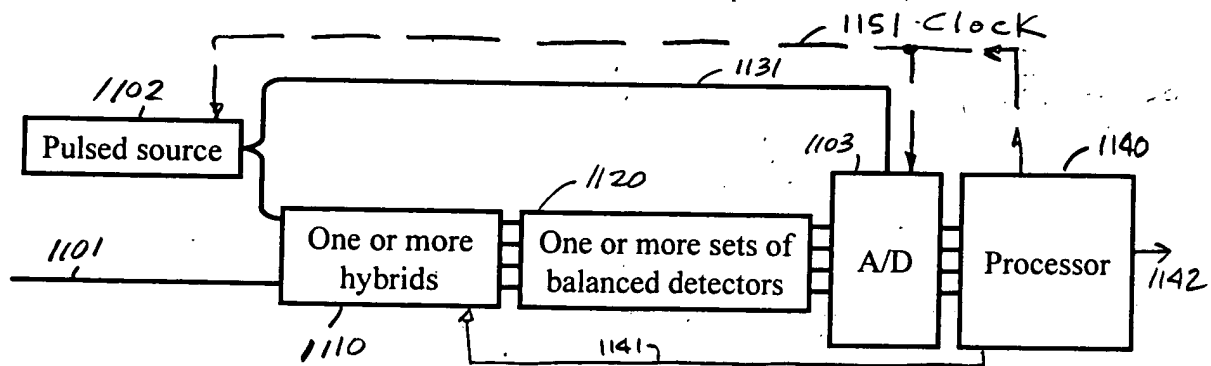 1151 Clock
1131
1102
Pulsed source
1103
1140
1120
One or more
hybrids
One or more sets of
balanced detectors
A/D
Processor
1101
1142
1110
1141